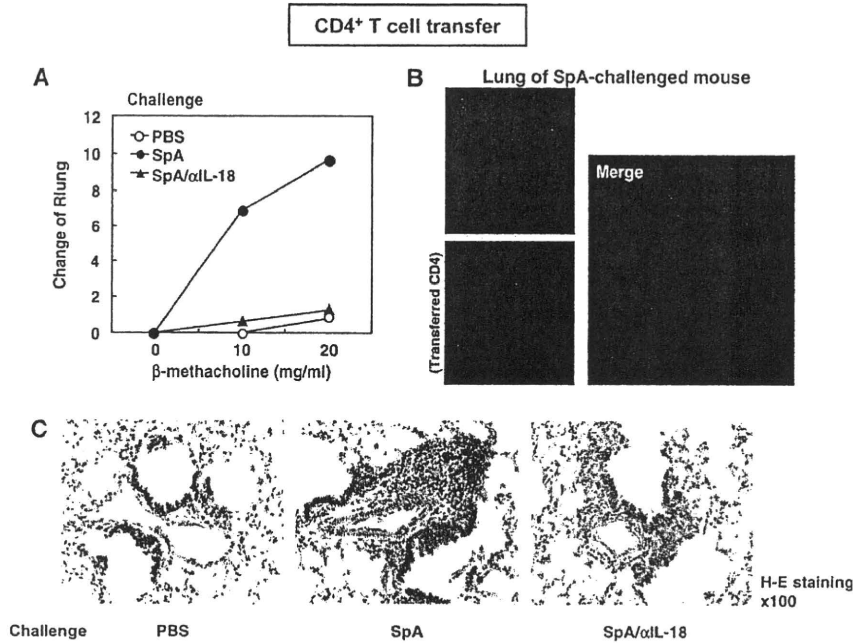 CD4+ T cell transfer
A
Challenge
12
10
8
6
4
2
0
PBS
SpA
SpA/αIL-18
Change of Rlung
0 10 20
β-methacholine (mg/ml)
B
Lung of SpA-challenged mouse
(Transferred CD4)
Merge
C
H-E staining
x100
Challenge PBS SpA SpA/αIL-18